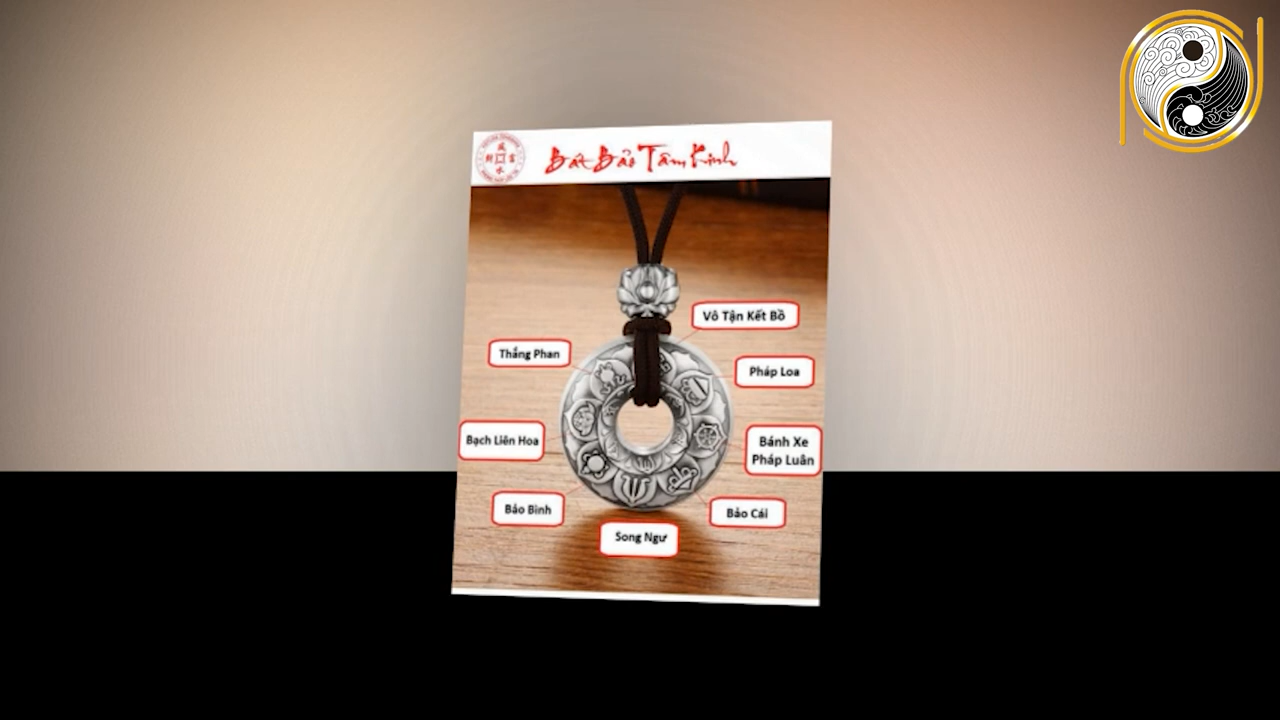 Bát Bảo Tâm Kinh
Vô Tận Kết Bồ
Thắng Phan
Pháp Loa
Bạch Liên Hoa
Bánh Xe
Pháp Luân
Bảo Bình
Bảo Cái
Song Ngư